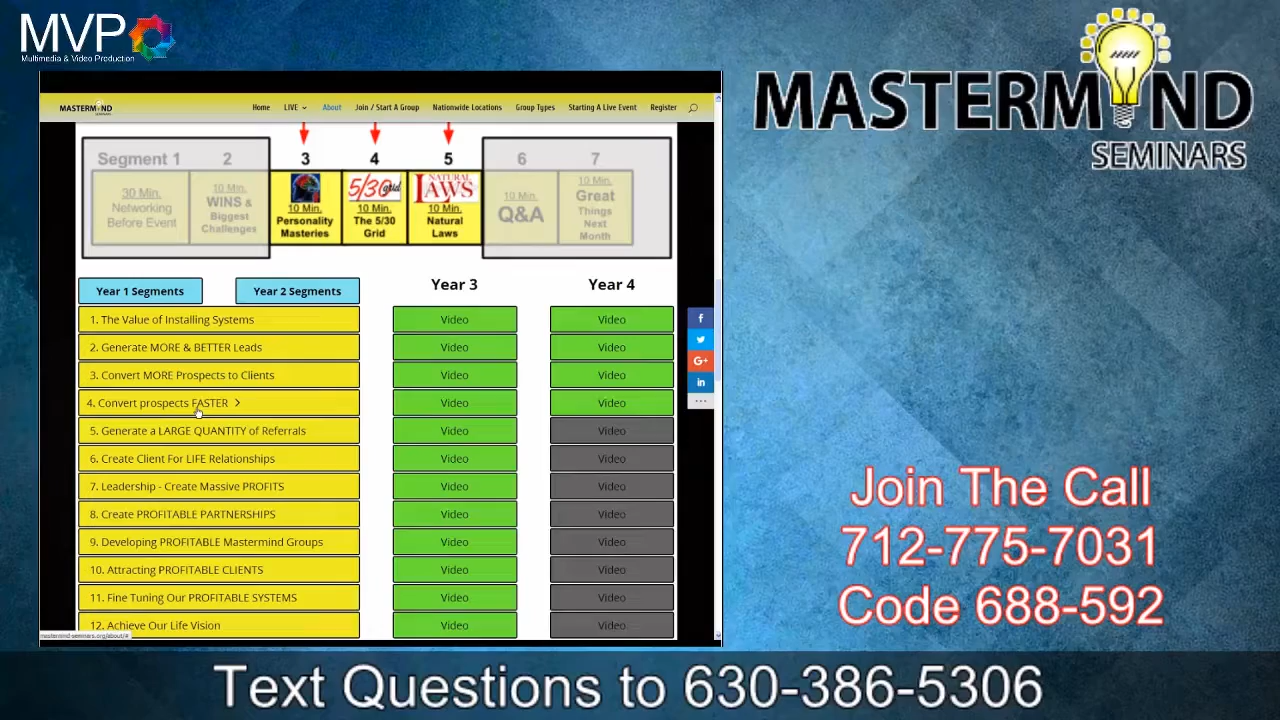 MVP
Multimedia & Video Production
MASTERMIND
SEMINARS
MASTERMIND
SEMINARS
Home LIVE About Join / Start A Group Nationwide Locations Group Types Starting A Live Event Register
Segment 1 2 3 4 5 6 7
30 Min.
Networking
Before Event
10 Min.
WINS &
Biggest
Challenges
10 Min.
Personality
Masteries
5/30 grid
10 Min.
The 5/30
Grid
NATURAL
LAWS
10 Min.
Natural
Laws
10 Min.
Q&A
10 Min.
Great
Things
Next
Month
Year 1 Segments Year 2 Segments Year 3 Year 4
1. The Value of Installing Systems Video Video
2. Generate MORE & BETTER Leads Video Video
3. Convert MORE Prospects to Clients Video Video
4. Convert prospects FASTER > Video Video
5. Generate a LARGE QUANTITY of Referrals Video Video
6. Create Client For LIFE Relationships Video Video
7. Leadership - Create Massive PROFITS Video Video
8. Create PROFITABLE PARTNERSHIPS Video Video
9. Developing PROFITABLE Mastermind Groups Video Video
10. Attracting PROFITABLE CLIENTS Video Video
11. Fine Tuning Our PROFITABLE SYSTEMS Video Video
12. Achieve Our Life Vision Video Video
mastermind-seminars.org/about/#
f
G+
in
Join The Call
712-775-7031
Code 688-592
Text Questions to 630-386-5306